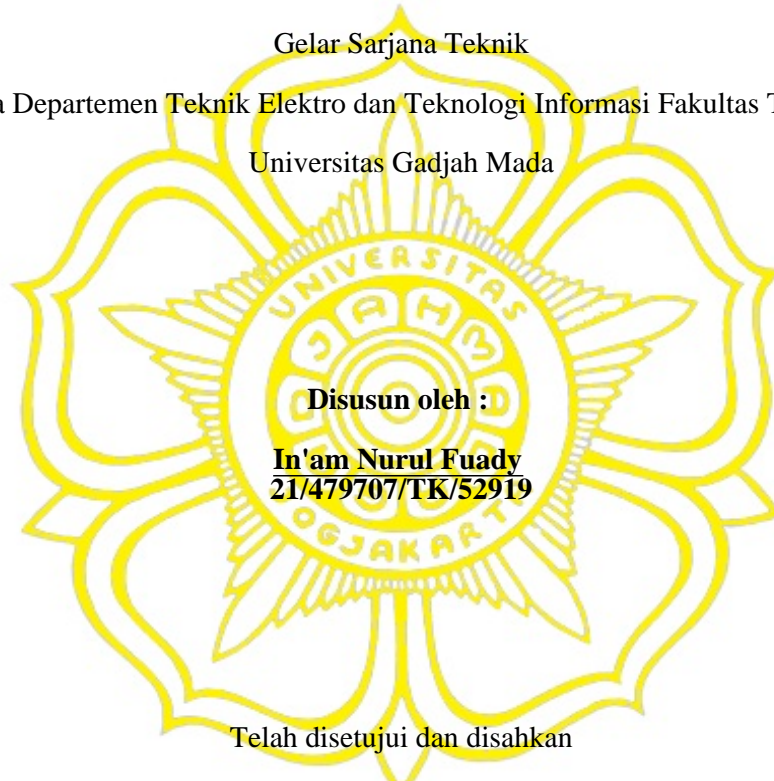 Gelar Sarjana Teknik
Departemen Teknik Elektro dan Teknologi Informasi Fakultas
Universitas Gadjah Mada
UNIVERSITAS
Disusun oleh :
In'am Nurul Fuady
21/479707/TK/52919
Telah disetujui dan disahkan